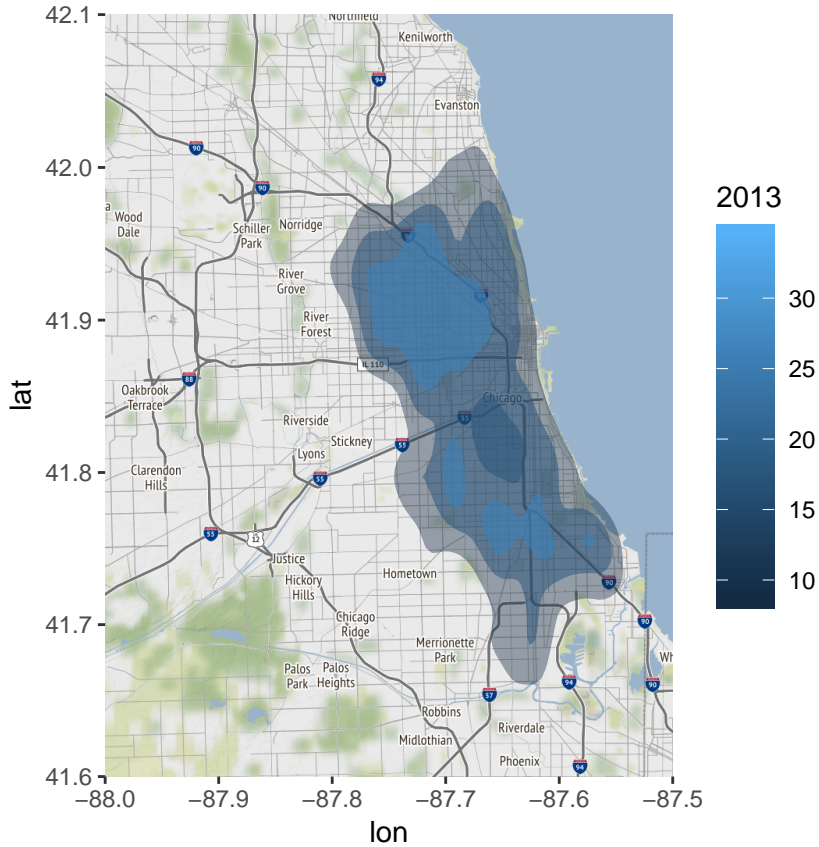 42.1
42.0
41.9
41.8
41.7
41.6
−88.0
−87.9
−87.8
−87.7
−87.6
−87.5
lat
lon
2013
30
25
20
15
10
Northfield
Kenilworth
94
Evanston
90
90
a
Wood
Dale
Schiller
Park
Norridge
River
Grove
River
Forest
IL 110
88
Oakbrook
Terrace
Chicago
Riverside
55
Stickney
55
Lyons
Clarendon
Hills
55
55
12
Justice
Hickory
Hills
Hometown
90
Chicago
Ridge
90
Merrionette
Park
Wh
Palos
Park
Palos
Heights
94
90
57
Robbins
Riverdale
Midlothian
Phoenix
94